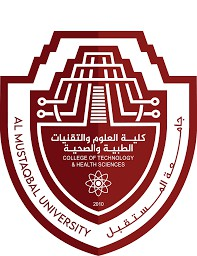 كلية العلوم والتقنيات
الطبية والصحية
COLLEGE OF TECHNOLOGY
& HEALTH SCIENCES
2010
AL MUSTAQBAL UNIVERSITY
جامعة المستقبل